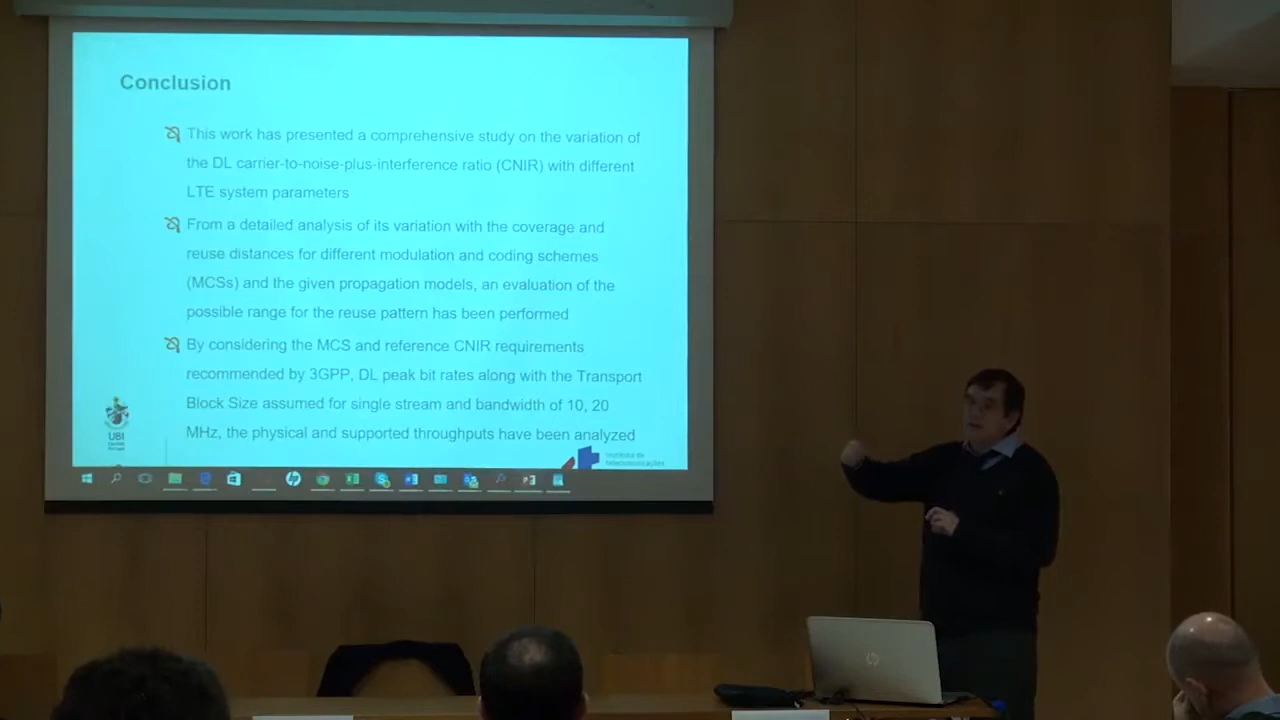 Conclusion
This work has presented a comprehensive study on the variation of
the DL carrier-to-noise-plus-interference ratio (CNIR) with different
LTE system parameters
From a detailed analysis of its variation with the coverage and
reuse distances for different modulation and coding schemes
(MCSs) and the given propagation models, an evaluation of the
possible range for the reuse pattern has been performed
By considering the MCS and reference CNIR requirements
recommended by 3GPP, DL peak bit rates along with the Transport
Block Size assumed for single stream and bandwidth of 10, 20
MHz, the physical and supported throughputs have been analyzed
UBI
instituto de
telecomunicações
hp
hp